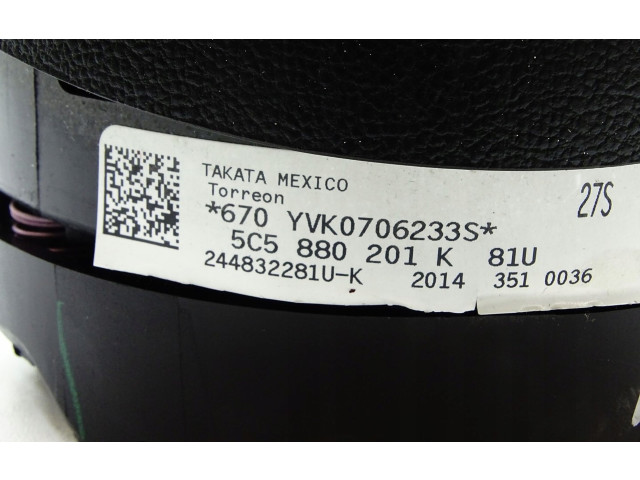 TAKATA MEXICO
Torreon
27S
*670 YVK0706233S*
5C5 880 201 K 81U
244832281U-K 2014 351 0036